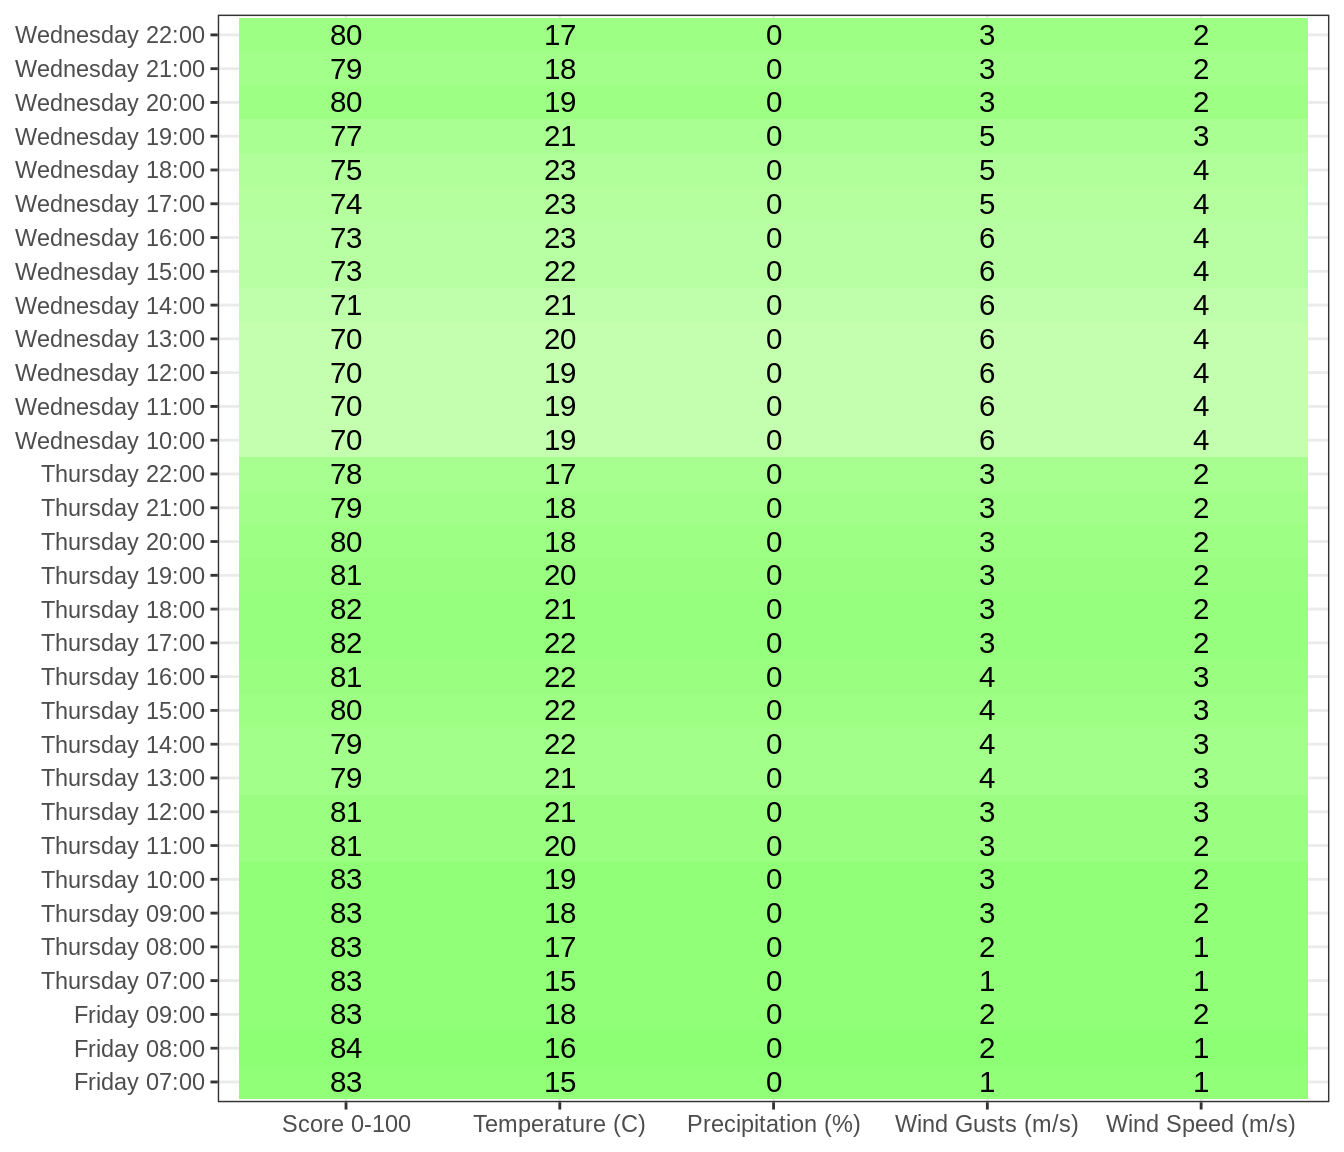 Wednesday 22:00 80 17 0 3 2
Wednesday 21:00 79 18 0 3 2
Wednesday 20:00 80 19 0 3 2
Wednesday 19:00 77 21 0 5 3
Wednesday 18:00 75 23 0 5 4
Wednesday 17:00 74 23 0 5 4
Wednesday 16:00 73 23 0 6 4
Wednesday 15:00 73 22 0 6 4
Wednesday 14:00 71 21 0 6 4
Wednesday 13:00 70 20 0 6 4
Wednesday 12:00 70 19 0 6 4
Wednesday 11:00 70 19 0 6 4
Wednesday 10:00 70 19 0 6 4
Thursday 22:00 78 17 0 3 2
Thursday 21:00 79 18 0 3 2
Thursday 20:00 80 18 0 3 2
Thursday 19:00 81 20 0 3 2
Thursday 18:00 82 21 0 3 2
Thursday 17:00 82 22 0 3 2
Thursday 16:00 81 22 0 4 3
Thursday 15:00 80 22 0 4 3
Thursday 14:00 79 22 0 4 3
Thursday 13:00 79 21 0 4 3
Thursday 12:00 81 21 0 3 3
Thursday 11:00 81 20 0 3 2
Thursday 10:00 83 19 0 3 2
Thursday 09:00 83 18 0 3 2
Thursday 08:00 83 17 0 2 1
Thursday 07:00 83 15 0 1 1
Friday 09:00 83 18 0 2 2
Friday 08:00 84 16 0 2 1
Friday 07:00 83 15 0 1 1
Score 0-100 Temperature (C) Precipitation (%) Wind Gusts (m/s) Wind Speed (m/s)